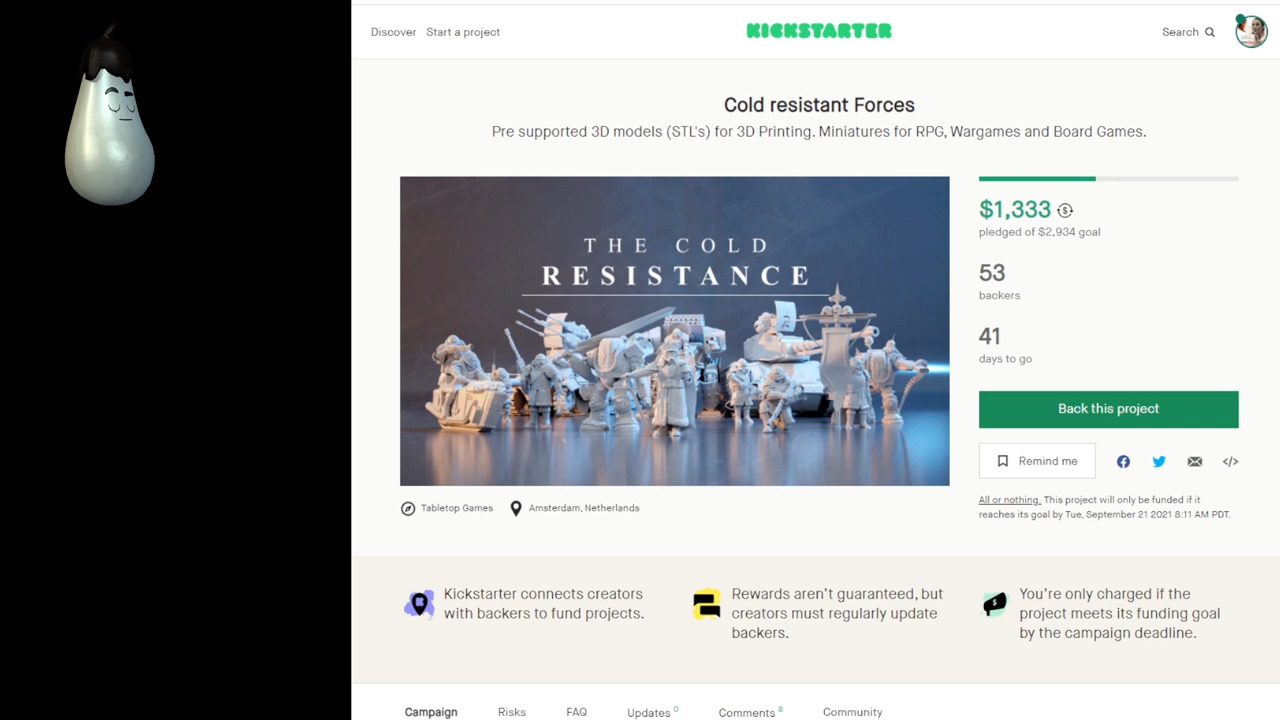 Discover Start a project KICKSTARTER Search
Cold resistant Forces
Pre supported 3D models (STL's) for 3D Printing. Miniatures for RPG, Wargames and Board Games.
THE COLD
RESISTANCE
$1,333
pledged of $2,934 goal
53
backers
41
days to go
Back this project
Remind me
All or nothing. This project will only be funded if it
reaches its goal by Tue, September 21 2021 8:11 AM PDT.
Tabletop Games Amsterdam, Netherlands
Kickstarter connects creators
with backers to fund projects.
Rewards aren't guaranteed, but
creators must regularly update
backers.
You're only charged if the
project meets its funding goal
by the campaign deadline.
Campaign Risks FAQ Updates 0 Comments 8 Community